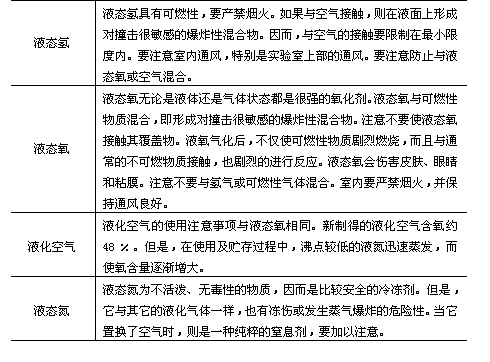 液态氢具有可燃性，要严禁烟火。如果与空气接触，则在液面上形成
对撞击很敏感的爆炸性混合物。因而，与空气的接触要限制在最小限
液态氢
度内。要注意室内通风，特别是实验室上部的通风。要注意防止与液
态氧或空气混合。
液态氧无论是液体还是气体状态都是很强的氧化剂。液态氧与可燃性
物质混合，即形成对撞击很敏感的爆炸性混合物。注意不要使液态氧
接触其覆盖物。液氧气化后，不仅使可燃性物质剧烈燃烧，而且与通
液态氧
常的不可燃物质接触，也剧烈的进行反应。液态氧会伤害皮肤、眼睛
和粘膜。注意不要与氢气或可燃性气体混合。室内要严禁烟火，并保
持通风良好。
液化空气的使用注意事项与液态氧相同。新制得的液化空气含氧约
液化空气
48 %。但是，在使用及贮存过程中，沸点较低的液氮迅速蒸发，而
使氧含量逐渐增大。
液态氮为不活泼、无毒性的物质，因而是比较安全的冷冻剂。但是，
液态氮
它与其它的液化气体一样，也有冻伤或发生蒸气爆炸的危险性。当它
置换了空气时，则是一种纯粹的窒息剂，要加以注意。